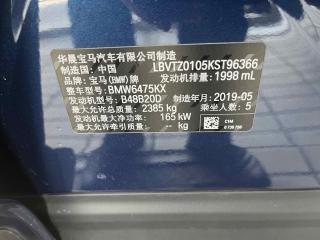 华晨宝马汽车有限公司制造
制造国：中国 LBVTZ0105KST96366
品牌：宝马(BMW)牌 发动机排量：1998 mL
整车型号：BMW6475KX
发动机型号：B48B20D 制造年月：2019-05
最大允许总质量：2385 kg 乘坐人数：5
发动机最大净功率：165 kW
最大允许牵引质量：-- kg